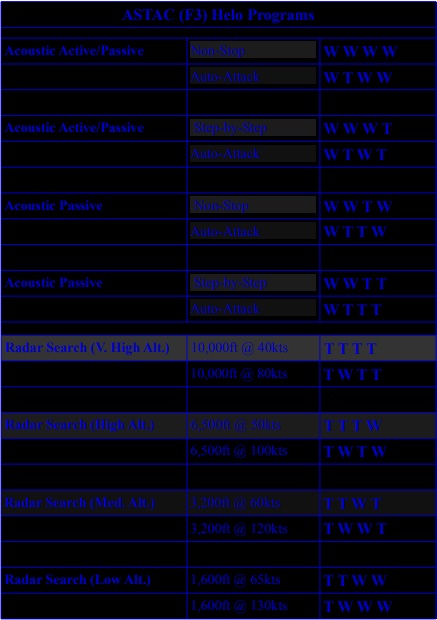 ASTAC (F3) Helo Programs
Acoustic Active/Passive Non-Stop W W W W
Auto-Attack W T W W
Acoustic Active/Passive Step-by-Step W W W T
Auto-Attack W T W T
Acoustic Passive Non-Stop W W T W
Auto-Attack W T T W
Acoustic Passive Step-by-Step W W T T
Auto-Attack W T T T
Radar Search (V. High Alt.) 10,000ft @ 40kts T T T T
10,000ft @ 80kts T W T T
Radar Search (High Alt.) 6,500ft @ 50kts T T T W
6,500ft @ 100kts T W T W
Radar Search (Med. Alt.) 3,200ft @ 60kts T T W T
3,200ft @ 120kts T W W T
Radar Search (Low Alt.) 1,600ft @ 65kts T T W W
1,600ft @ 130kts T W W W